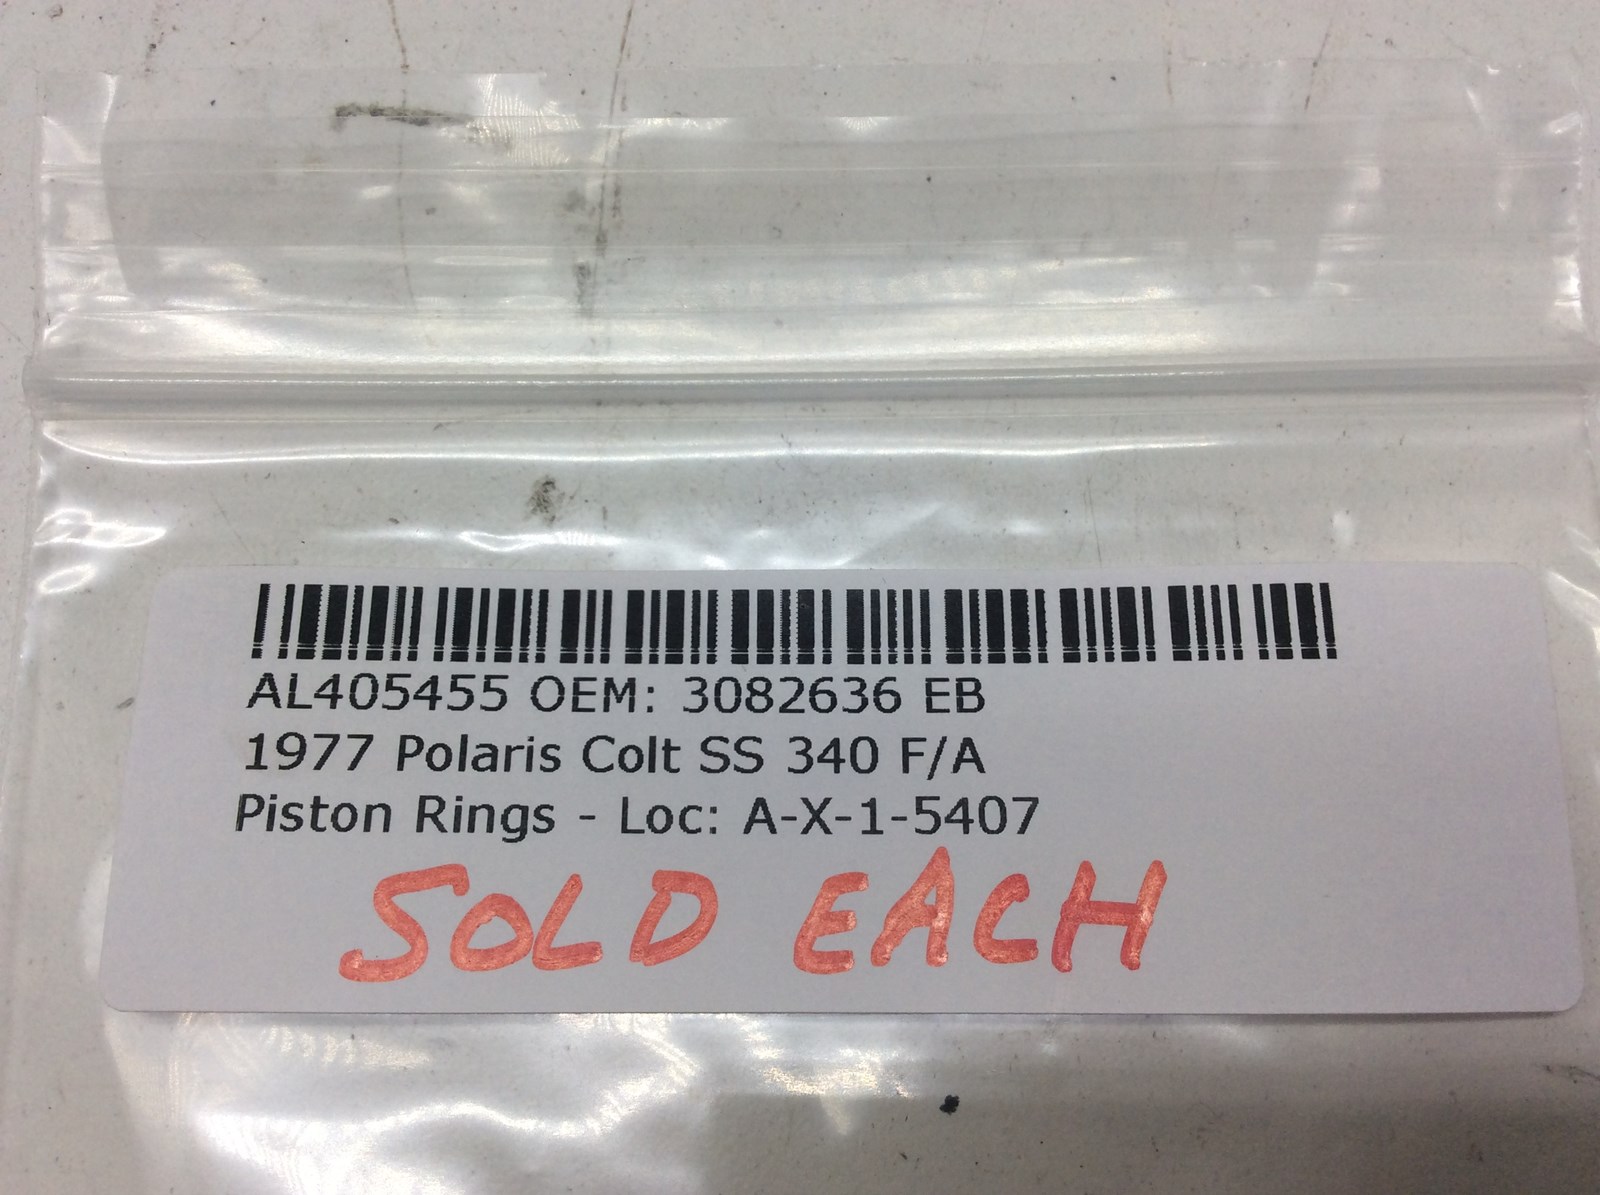 AL405455 OEM: 3082636 EB
1977 Polaris Colt SS 340 F/A
Piston Rings - Loc: A-X-1-5407
SOLD EACH